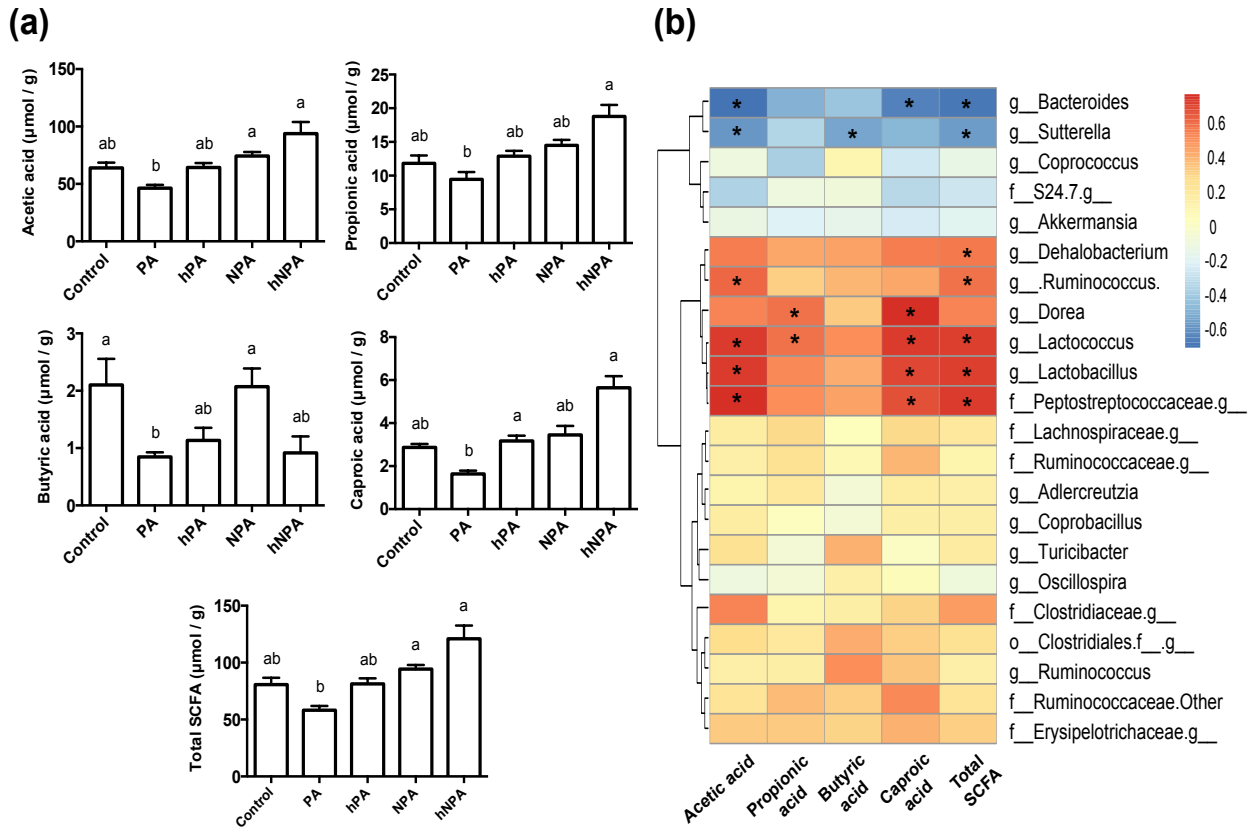 (a)
Acetic acid (µmol / g)
150
100
50
0
ab
b
ab
a
a
Control
PA
hPA
NPA
hNPA
Propionic acid (µmol / g)
25
20
15
10
5
0
ab
b
ab
ab
a
Control
PA
hPA
NPA
hNPA
Butyric acid (µmol / g)
3
2
1
0
a
b
ab
a
ab
Control
PA
hPA
NPA
hNPA
Caproic acid (µmol / g)
8
6
4
2
0
ab
b
a
ab
a
Control
PA
hPA
NPA
hNPA
Total SCFA (µmol / g)
150
100
50
0
ab
b
ab
a
a
Control
PA
hPA
NPA
hNPA
(b)
* * * g__Bacteroides
* * * g__Sutterella
g__Coprococcus
f__S24.7.g__
g__Akkermansia
* g__Dehalobacterium
* * g__.Ruminococcus.
* * g__Dorea
* * * * g__Lactococcus
* * * g__Lactobacillus
* * * f__Peptostreptococcaceae.g__
f__Lachnospiraceae.g__
f__Ruminococcaceae.g__
g__Adlercreutzia
g__Coprobacillus
g__Turicibacter
g__Oscillospira
f__Clostridiaceae.g__
o__Clostridiales.f__.g__
g__Ruminococcus
f__Ruminococcaceae.Other
f__Erysipelotrichaceae.g__
Acetic acid
Propionic
acid
Butyric
acid
Caproic
acid
Total
SCFA
0.6
0.4
0.2
0
-0.2
-0.4
-0.6